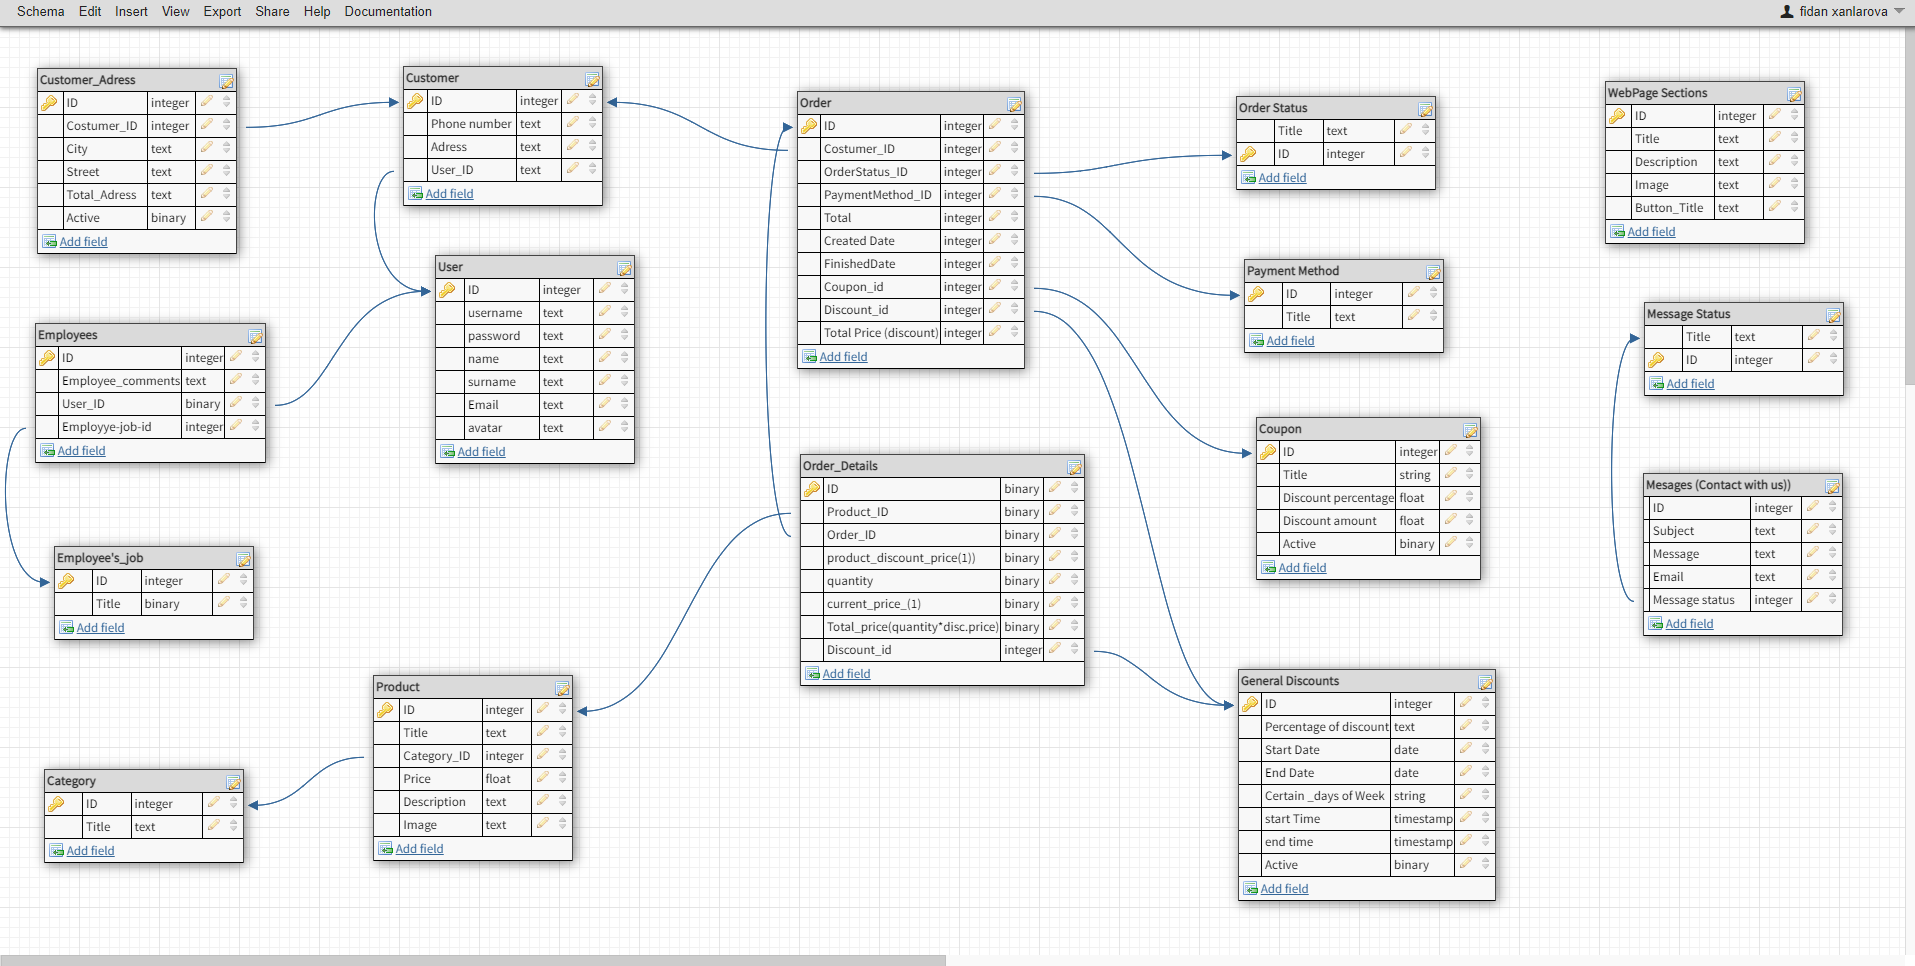 Schema Edit Insert View Export Share Help Documentation
fidan xanlarova
Customer_Adress
ID integer
Costumer_ID integer
City text
Street text
Total_Adress text
Active binary
Add field
Customer
ID integer
Phone number text
Adress text
User_ID text
Add field
Order
ID integer
Costumer_ID integer
OrderStatus_ID integer
PaymentMethod_ID integer
Total integer
Created Date integer
FinishedDate integer
Coupon_id integer
Discount_id integer
Total Price (discount) integer
Add field
Order Status
Title text
ID integer
Add field
WebPage Sections
ID integer
Title text
Description text
Image text
Button_Title text
Add field
User
ID integer
username text
password text
name text
surname text
Email text
avatar text
Add field
Payment Method
ID integer
Title text
Add field
Message Status
Title text
ID integer
Add field
Employees
ID integer
Employee_comments text
User_ID binary
Employye-job-id integer
Add field
Coupon
ID integer
Title string
Discount percentage float
Discount amount float
Active binary
Add field
Order_Details
ID binary
Product_ID binary
Order_ID binary
product_discount_price(1)) binary
quantity binary
current_price_(1) binary
Total_price(quantity*disc.price) binary
Discount_id integer
Add field
Mesages (Contact with us))
ID integer
Subject text
Message text
Email text
Message status integer
Add field
Employee's_job
ID integer
Title binary
Add field
Product
ID integer
Title text
Category_ID integer
Price float
Description text
Image text
Add field
General Discounts
ID integer
Percentage of discount text
Start Date date
End Date date
Certain _days of Week string
start Time timestamp
end time timestamp
Active binary
Add field
Category
ID integer
Title text
Add field